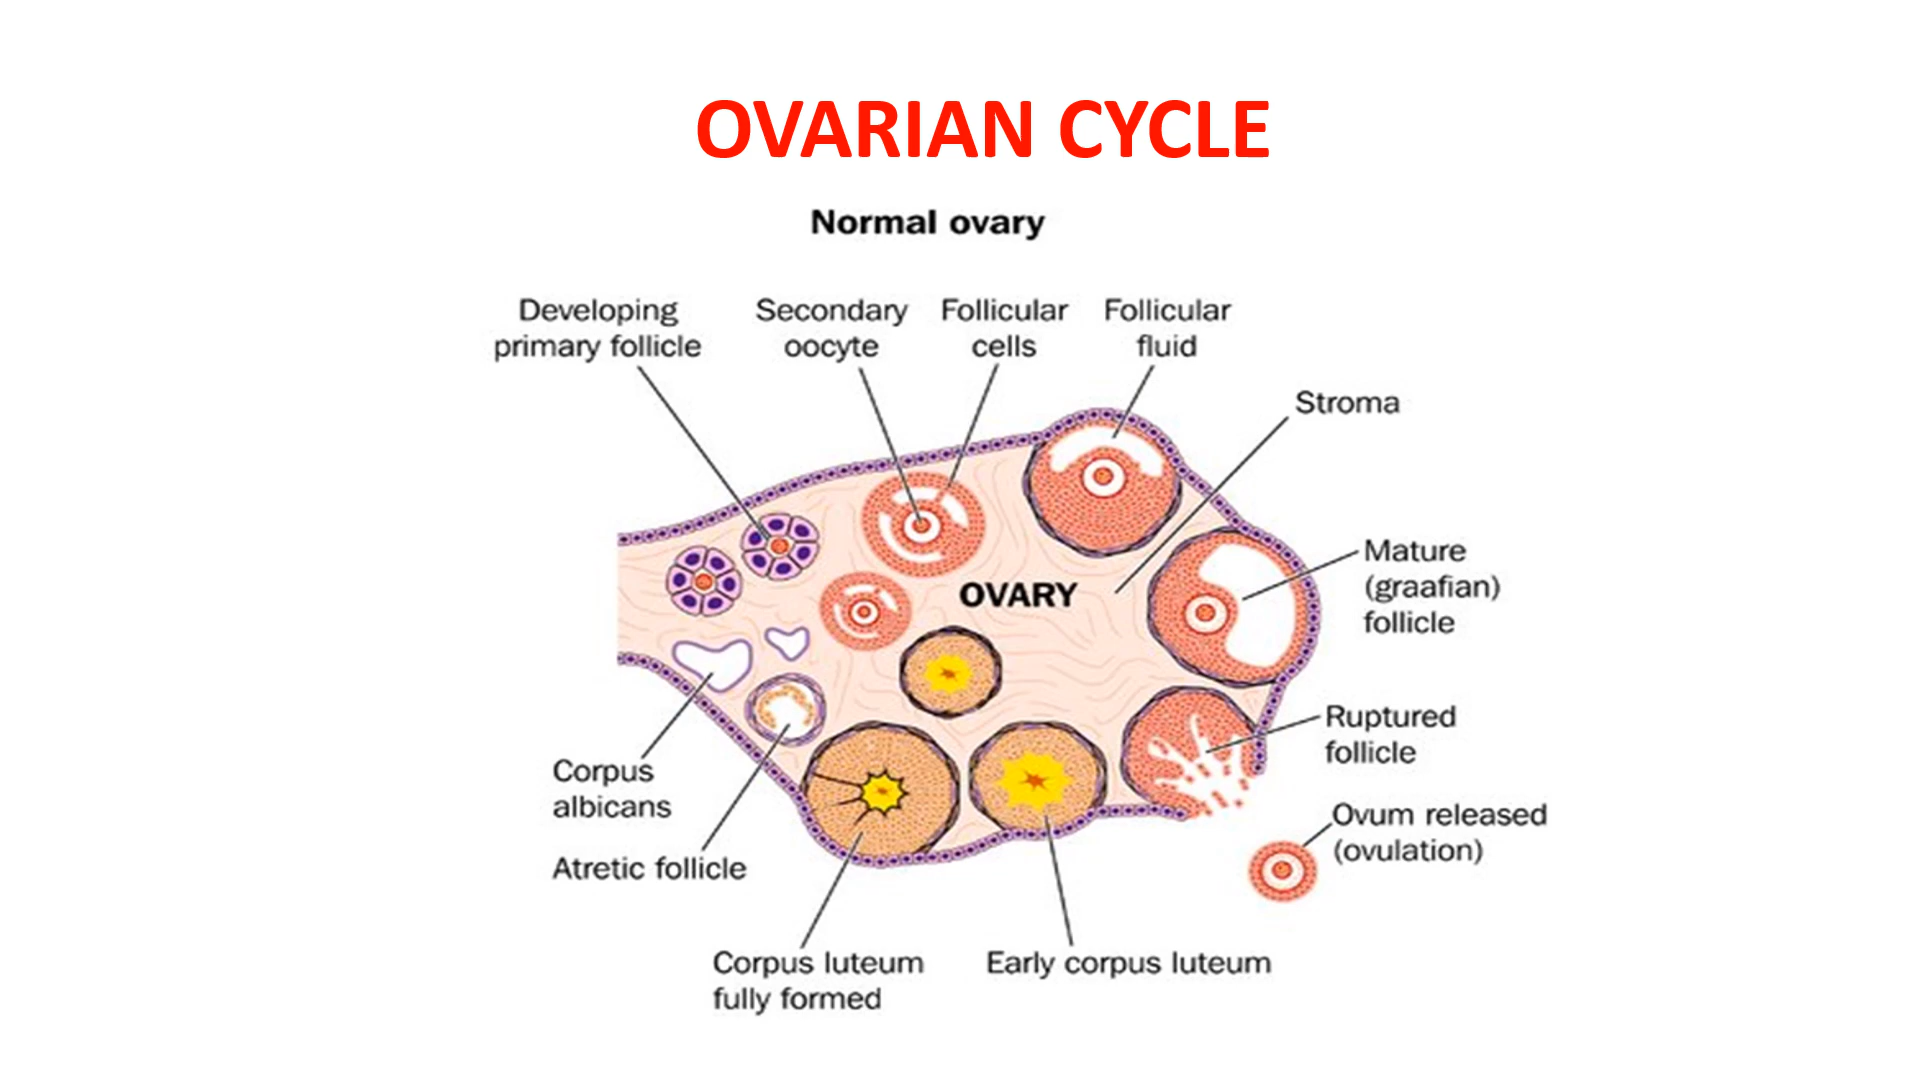 OVARIAN CYCLE
Normal ovary
Developing
primary follicle
Secondary
oocyte
Follicular
cells
Follicular
fluid
Stroma
OVARY
Mature
(graafian)
follicle
Ruptured
follicle
Ovum released
(ovulation)
Corpus
albicans
Atretic follicle
Corpus luteum
fully formed
Early corpus luteum